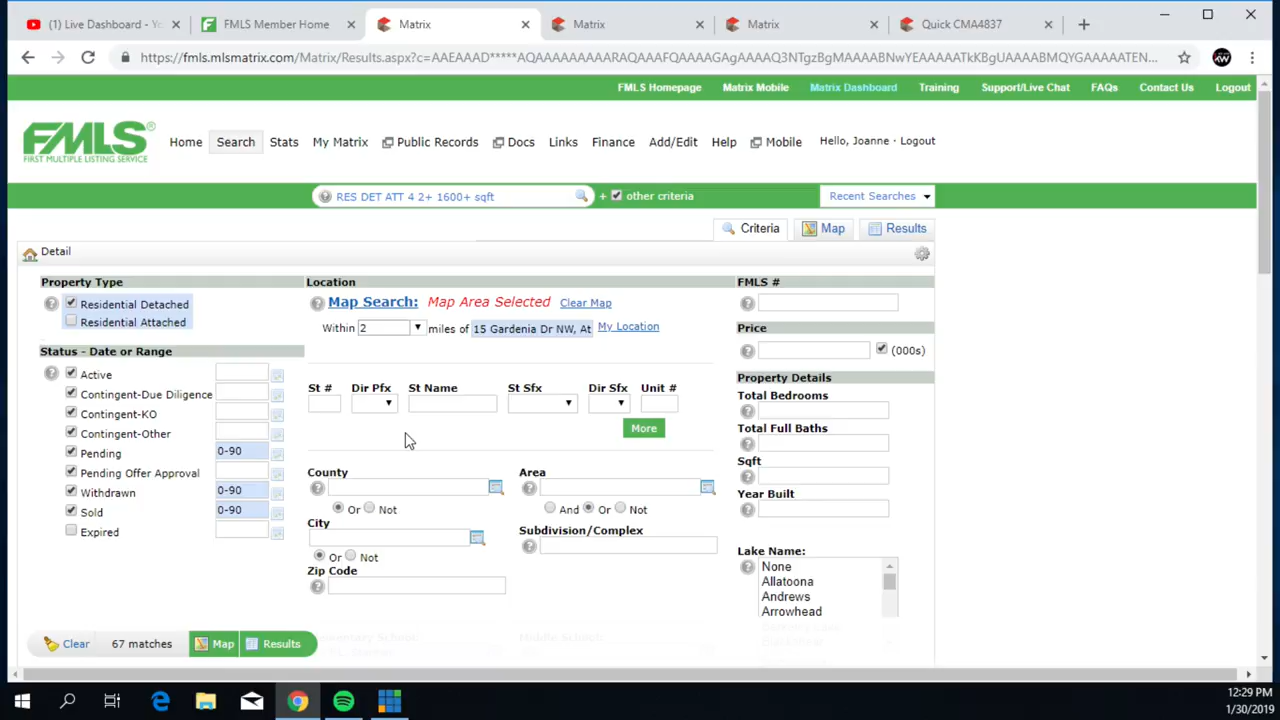 (1) Live Dashboard - Yo
FMLS Member Home
Matrix
Matrix
Matrix
Quick CMA4837
https://fmls.mlsmatrix.com/Matrix/Results.aspx?c=AAEAAAD*****AQAAAAAAAAARAQAAAFQAAAAGAgAAAAQ3NTgzBgMAAAABNwYEAAAAATkKBgUAAAABMQYGAAAAATEN...
FMLS Homepage Matrix Mobile Matrix Dashboard Training Support/Live Chat FAQs Contact Us Logout
FMLS®
FIRST MULTIPLE LISTING SERVICE
Home Search Stats My Matrix Public Records Docs Links Finance Add/Edit Help Mobile Hello, Joanne · Logout
RES DET ATT 4 2+ 1600+ sqft + other criteria Recent Searches
Criteria Map Results
Detail
Property Type
Residential Detached
Residential Attached
Status - Date or Range
Active
Contingent-Due Diligence
Contingent-KO
Contingent-Other
Pending 0-90
Pending Offer Approval
Withdrawn 0-90
Sold 0-90
Expired
Location
Map Search: Map Area Selected Clear Map
Within 2 miles of 15 Gardenia Dr NW, At My Location
St # Dir Pfx St Name St Sfx Dir Sfx Unit #
More
County
Or Not
City
Or Not
Zip Code
Area
And Or Not
Subdivision/Complex
FMLS #
Price
(000s)
Property Details
Total Bedrooms
Total Full Baths
Sqft
Year Built
Lake Name:
None
Allatoona
Andrews
Arrowhead
Clear 67 matches Map Results
12:29 PM
1/30/2019